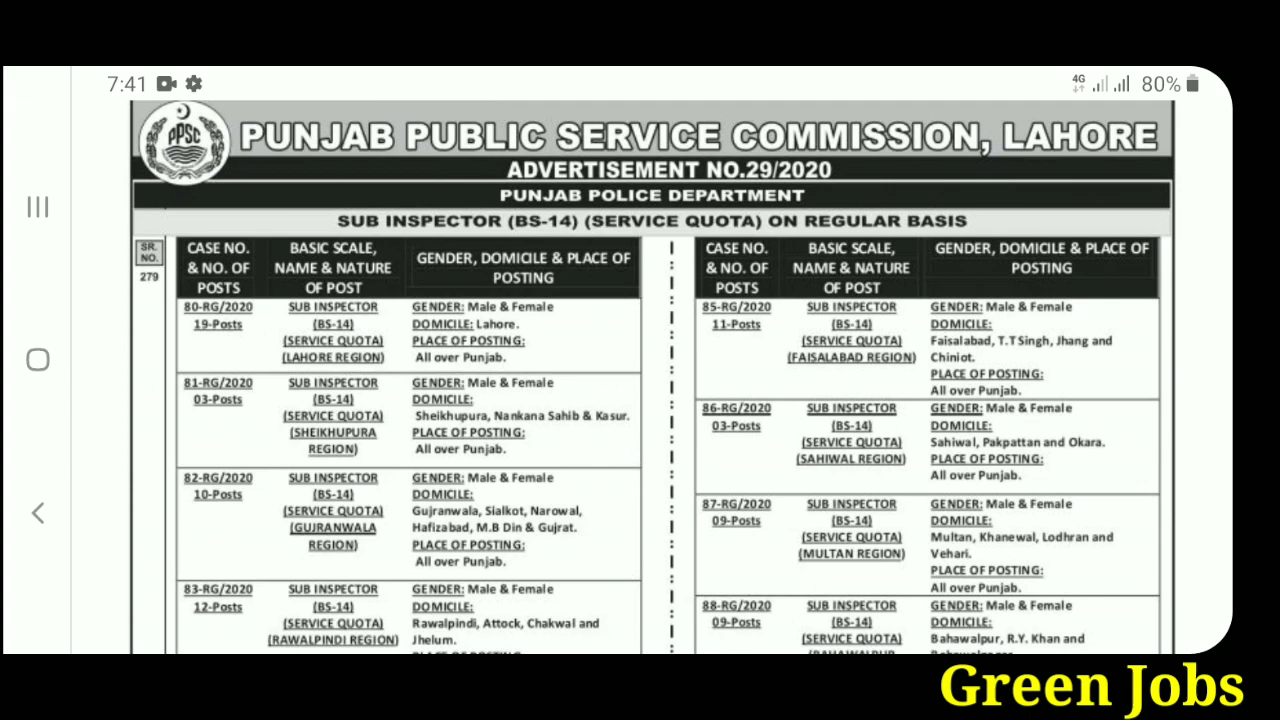 7:41
4G
80%
PPSC
PUNJAB PUBLIC SERVICE COMMISSION, LAHORE
ADVERTISEMENT NO.29/2020
PUNJAB POLICE DEPARTMENT
SUB INSPECTOR (BS-14) (SERVICE QUOTA) ON REGULAR BASIS
SR.
NO.
279
CASE NO.
& NO. OF
POSTS
BASIC SCALE,
NAME & NATURE
OF POST
GENDER, DOMICILE & PLACE OF
POSTING
80-RG/2020
19-Posts
SUB INSPECTOR
(BS-14)
(SERVICE QUOTA)
(LAHORE REGION)
GENDER: Male & Female
DOMICILE: Lahore.
PLACE OF POSTING:
All over Punjab.
81-RG/2020
03-Posts
SUB INSPECTOR
(BS-14)
(SERVICE QUOTA)
(SHEIKHUPURA
REGION)
GENDER: Male & Female
DOMICILE:
Sheikhupura, Nankana Sahib & Kasur.
PLACE OF POSTING:
All over Punjab.
82-RG/2020
10-Posts
SUB INSPECTOR
(BS-14)
(SERVICE QUOTA)
(GUJRANWALA
REGION)
GENDER: Male & Female
DOMICILE:
Gujranwala, Sialkot, Narowal,
Hafizabad, M.B Din & Gujrat.
PLACE OF POSTING:
All over Punjab.
83-RG/2020
12-Posts
SUB INSPECTOR
(BS-14)
(SERVICE QUOTA)
(RAWALPINDI REGION)
GENDER: Male & Female
DOMICILE:
Rawalpindi, Attock, Chakwal and
Jhelum.
CASE NO.
& NO. OF
POSTS
BASIC SCALE,
NAME & NATURE
OF POST
GENDER, DOMICILE & PLACE OF
POSTING
85-RG/2020
11-Posts
SUB INSPECTOR
(BS-14)
(SERVICE QUOTA)
(FAISALABAD REGION)
GENDER: Male & Female
DOMICILE:
Faisalabad, T.T Singh, Jhang and
Chiniot.
PLACE OF POSTING:
All over Punjab.
86-RG/2020
03-Posts
SUB INSPECTOR
(BS-14)
(SERVICE QUOTA)
(SAHIWAL REGION)
GENDER: Male & Female
DOMICILE:
Sahiwal, Pakpattan and Okara.
PLACE OF POSTING:
All over Punjab.
87-RG/2020
09-Posts
SUB INSPECTOR
(BS-14)
(SERVICE QUOTA)
(MULTAN REGION)
GENDER: Male & Female
DOMICILE:
Multan, Khanewal, Lodhran and
Vehari.
PLACE OF POSTING:
All over Punjab.
88-RG/2020
09-Posts
SUB INSPECTOR
(BS-14)
(SERVICE QUOTA)
GENDER: Male & Female
DOMICILE:
Bahawalpur, R.Y. Khan and
Green Jobs